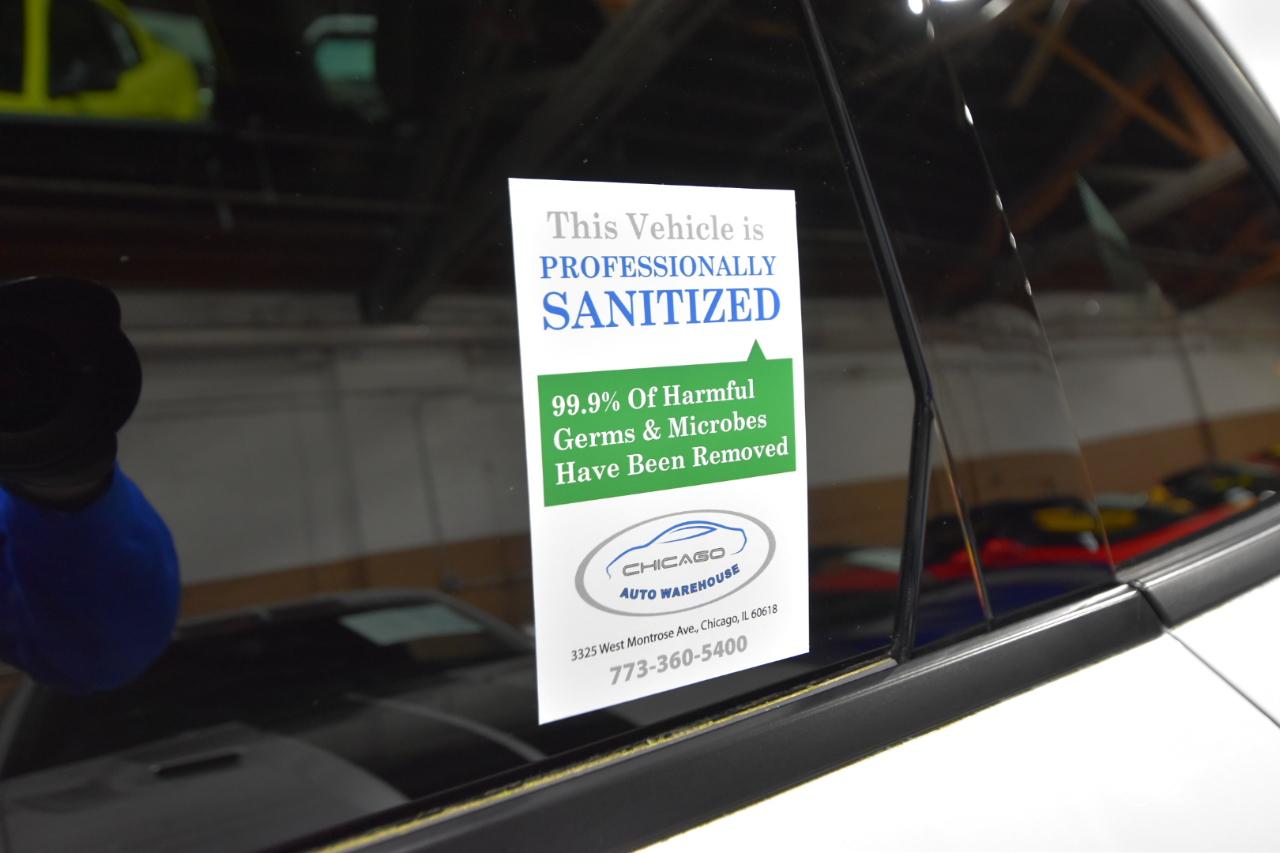 This Vehicle is
PROFESSIONALLY
SANITIZED
99.9% Of Harmful
Germs & Microbes
Have Been Removed
CHICAGO
AUTO WAREHOUSE
3325 West Montrose Ave., Chicago, IL 60618
773-360-5400